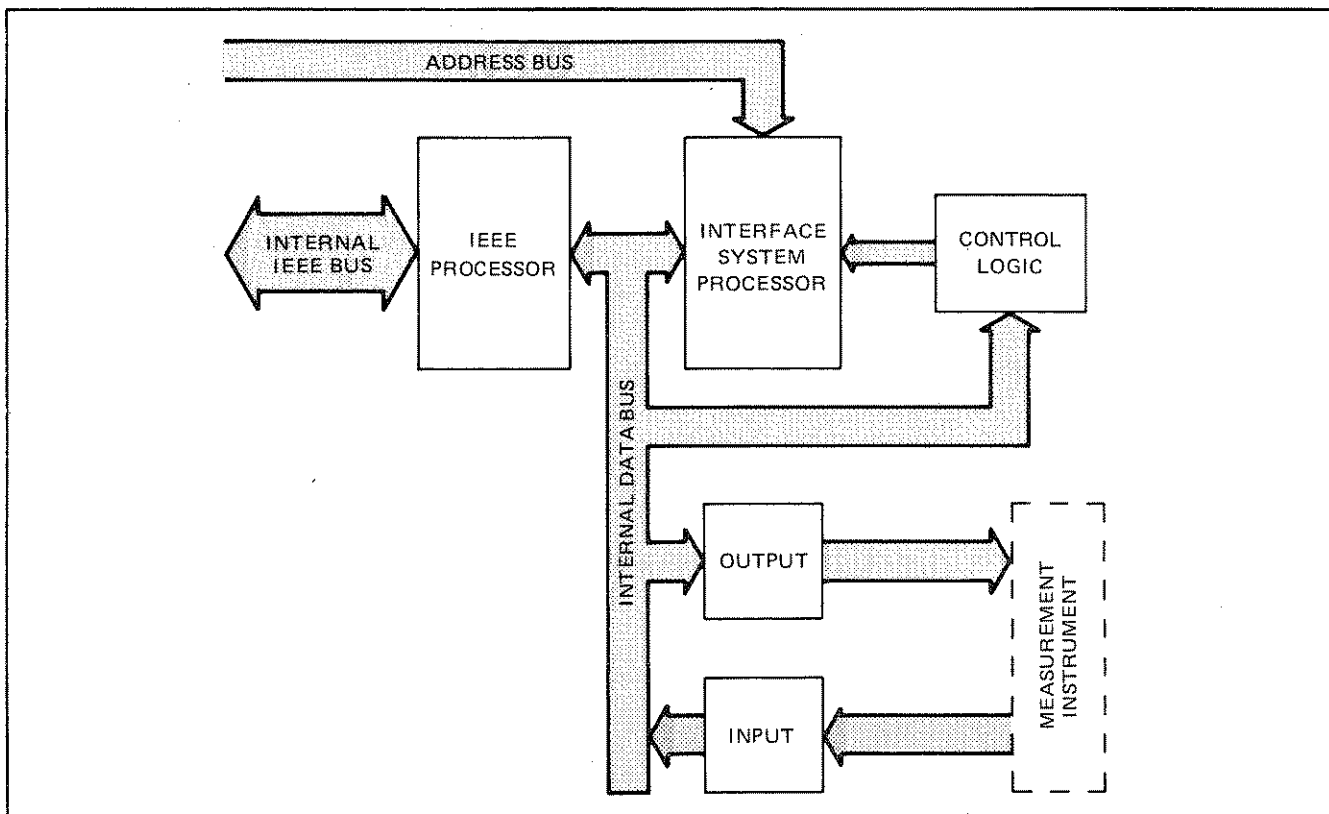 ADDRESS BUS
INTERNAL
IEEE BUS
IEEE
PROCESSOR
INTERFACE
SYSTEM
PROCESSOR
CONTROL
LOGIC
INTERNAL DATA BUS
OUTPUT
MEASUREMENT
INSTRUMENT
INPUT